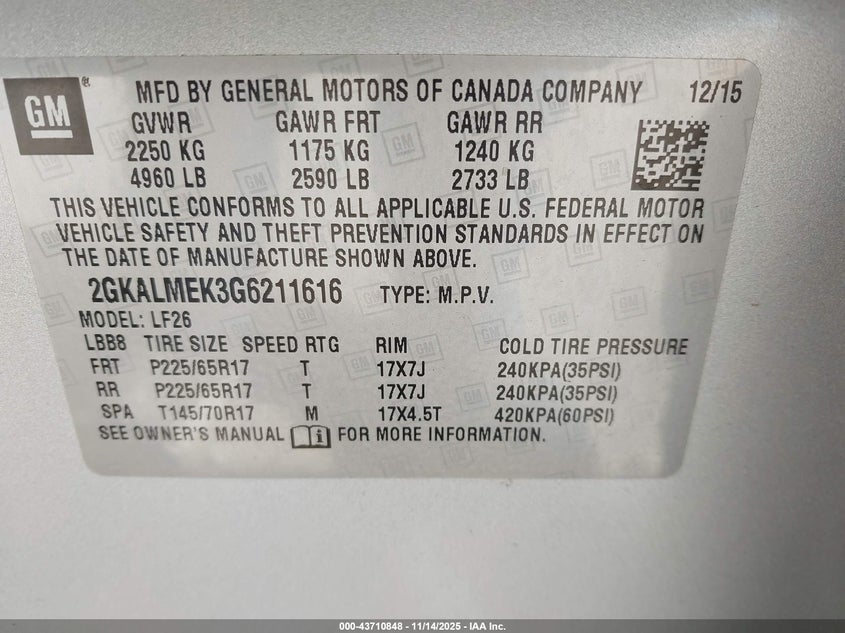 GM ® MFD BY GENERAL MOTORS OF CANADA COMPANY 12/15
GVWR GAWR FRT GAWR RR
2250 KG 1175 KG 1240 KG
4960 LB 2590 LB 2733 LB
THIS VEHICLE CONFORMS TO ALL APPLICABLE U.S. FEDERAL MOTOR
VEHICLE SAFETY AND THEFT PREVENTION STANDARDS IN EFFECT ON
THE DATE OF MANUFACTURE SHOWN ABOVE.
2GKALMEK3G6211616 TYPE: M.P.V.
MODEL: LF26
LBB8 TIRE SIZE SPEED RTG RIM COLD TIRE PRESSURE
FRT P225/65R17 T 17X7J 240KPA(35PSI)
RR P225/65R17 T 17X7J 240KPA(35PSI)
SPA T145/70R17 M 17X4.5T 420KPA(60PSI)
SEE OWNER'S MANUAL FOR MORE INFORMATION.
000-43710848 - 11/14/2025 - IAA Inc.